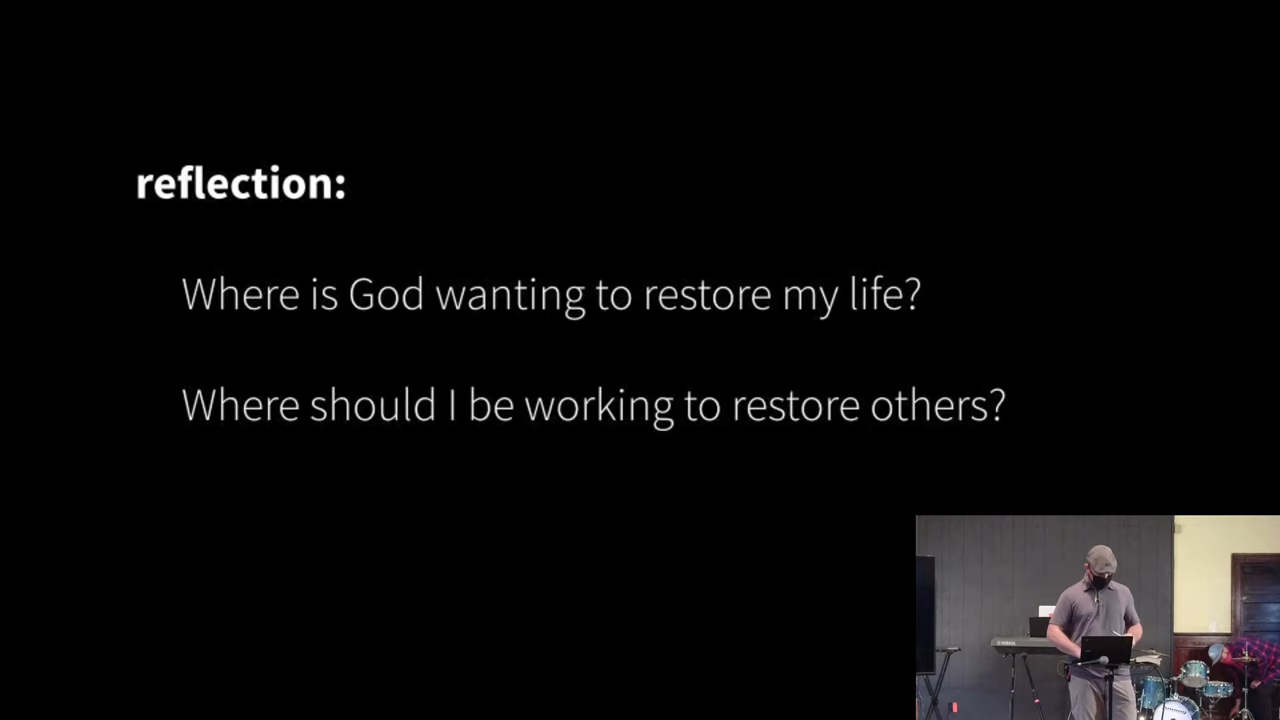 reflection:
Where is God wanting to restore my life?
Where should I be working to restore others?